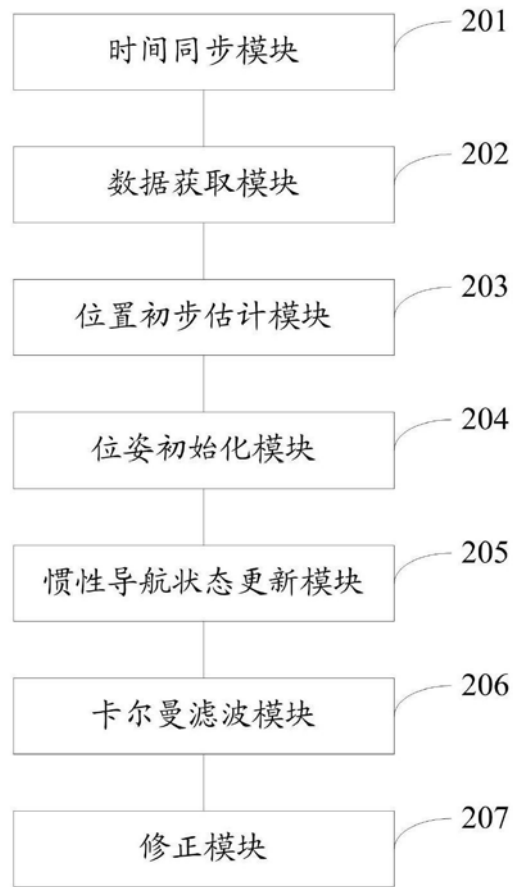 201
时间同步模块
202
数据获取模块
203
位置初步估计模块
204
位姿初始化模块
205
惯性导航状态更新模块
206
卡尔曼滤波模块
207
修正模块